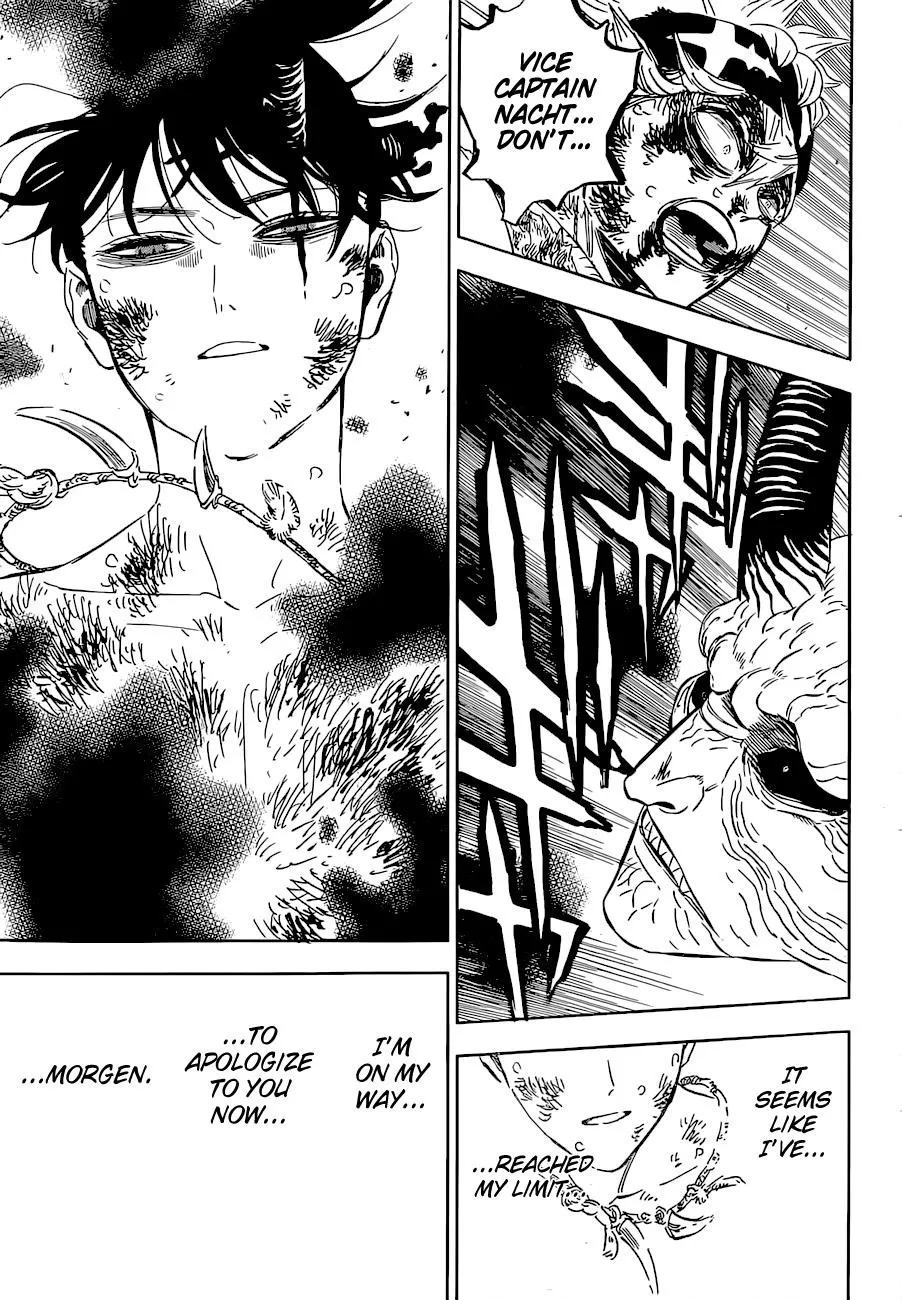 VICE
CAPTAIN
NACHT...
DON'T...
IT
SEEMS
LIKE
I'VE...
...REACHED
MY LIMIT.
I'M
ON MY
WAY...
...TO
APOLOGIZE
TO YOU
NOW...
...MORGEN.